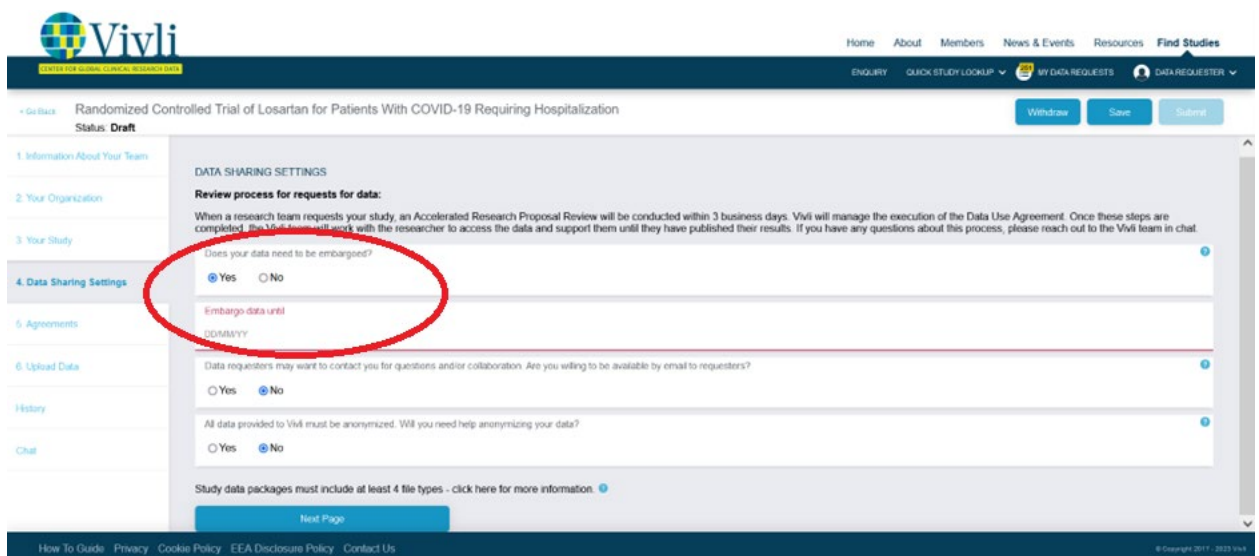 Vivli
CENTER FOR GLOBAL CLINICAL RESEARCH DATA
Home About Members News & Events Resources Find Studies
ENQUIRY QUICK STUDY LOOKUP MY DATA REQUESTS DATA REQUESTER
< Go Back Randomized Controlled Trial of Losartan for Patients With COVID-19 Requiring Hospitalization
Status: Draft
Withdraw Save Submit
1. Information About Your Team
2. Your Organization
3. Your Study
4. Data Sharing Settings
5. Agreements
6. Upload Data
History
Chat
DATA SHARING SETTINGS
Review process for requests for data:
When a research team requests your study, an Accelerated Research Proposal Review will be conducted within 3 business days. Vivli will manage the execution of the Data Use Agreement. Once these steps are
completed, the Vivli team will work with the researcher to access the data and support them until they have published their results. If you have any questions about this process, please reach out to the Vivli team in chat.
Does your data need to be embargoed?
Yes No
Embargo data until
DD/MM/YY
Data requesters may want to contact you for questions and/or collaboration. Are you willing to be available by email to requesters?
Yes No
All data provided to Vivli must be anonymized. Will you need help anonymizing your data?
Yes No
Study data packages must include at least 4 file types - click here for more information.
Next Page
How To Guide Privacy Cookie Policy EEA Disclosure Policy Contact Us
© Copyright 2017 - 2023 Vivli